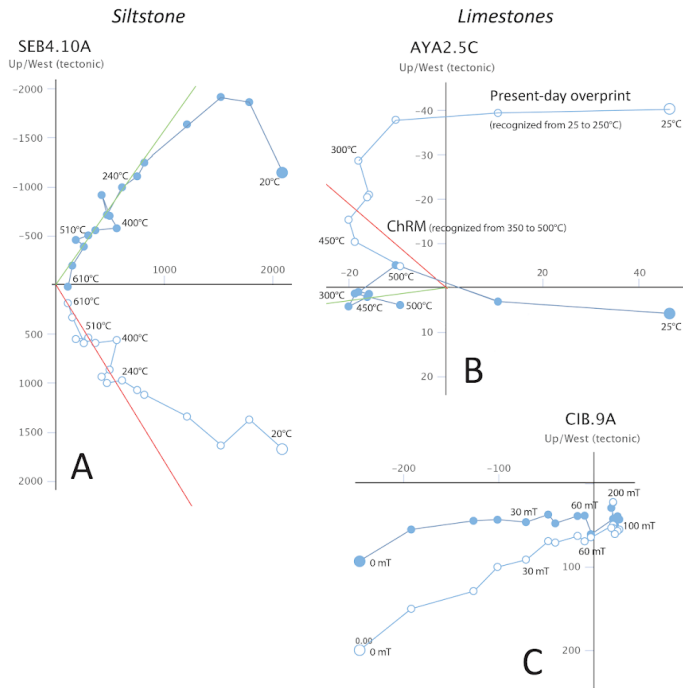 Siltstone
Limestones
SEB4.10A
Up/West (tectonic)
-2000
-1500
-1000
-500
500
1000
1500
2000
1000
2000
240°C
20°C
510°C
400°C
610°C
610°C
510°C
400°C
240°C
20°C
A
AYA2.5C
Up/West (tectonic)
-40
-30
-20
-10
10
20
-20
20
40
Present-day overprint
(recognized from 25 to 250°C)
25°C
300°C
ChRM (recognized from 350 to 500°C)
450°C
500°C
300°C
450°C
500°C
25°C
B
CIB.9A
Up/West (tectonic)
-200
-100
100
200
200 mT
60 mT
30 mT
100 mT
0 mT
60 mT
30 mT
0.00
0 mT
C